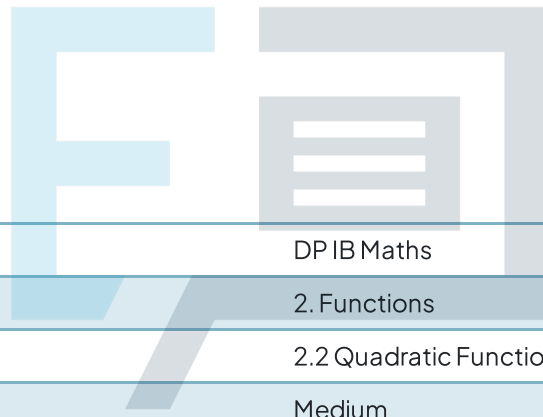 DP IB Maths
2. Functions
2.2 Quadratic Functio
Medium